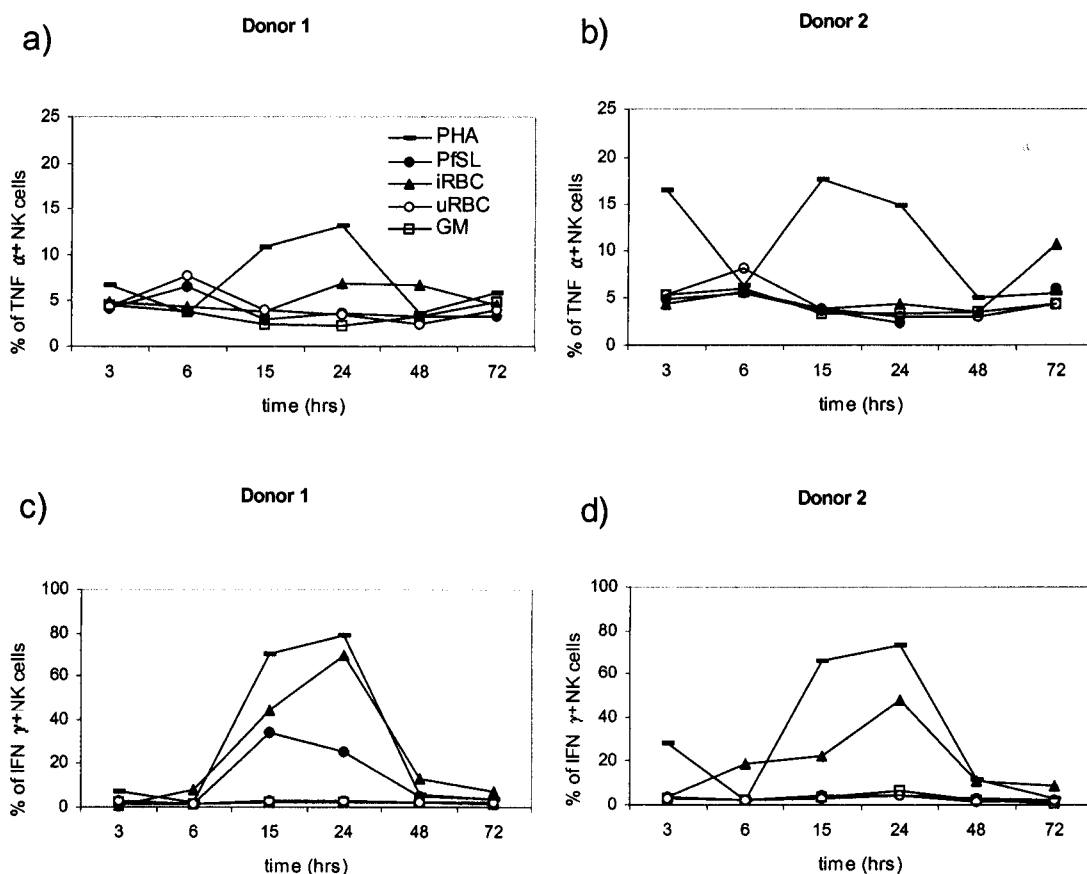 a)
Donor 1
% of TNF α+ NK cells
25
20
15
10
5
0
PHA
PfSL
iRBC
uRBC
GM
3 6 15 24 48 72
time (hrs)
b)
Donor 2
% of TNF α+ NK cells
25
20
15
10
5
0
3 6 15 24 48 72
time (hrs)
c)
Donor 1
% of IFN γ+ NK cells
100
80
60
40
20
0
3 6 15 24 48 72
time (hrs)
d)
Donor 2
% of IFN γ+ NK cells
100
80
60
40
20
0
3 6 15 24 48 72
time (hrs)